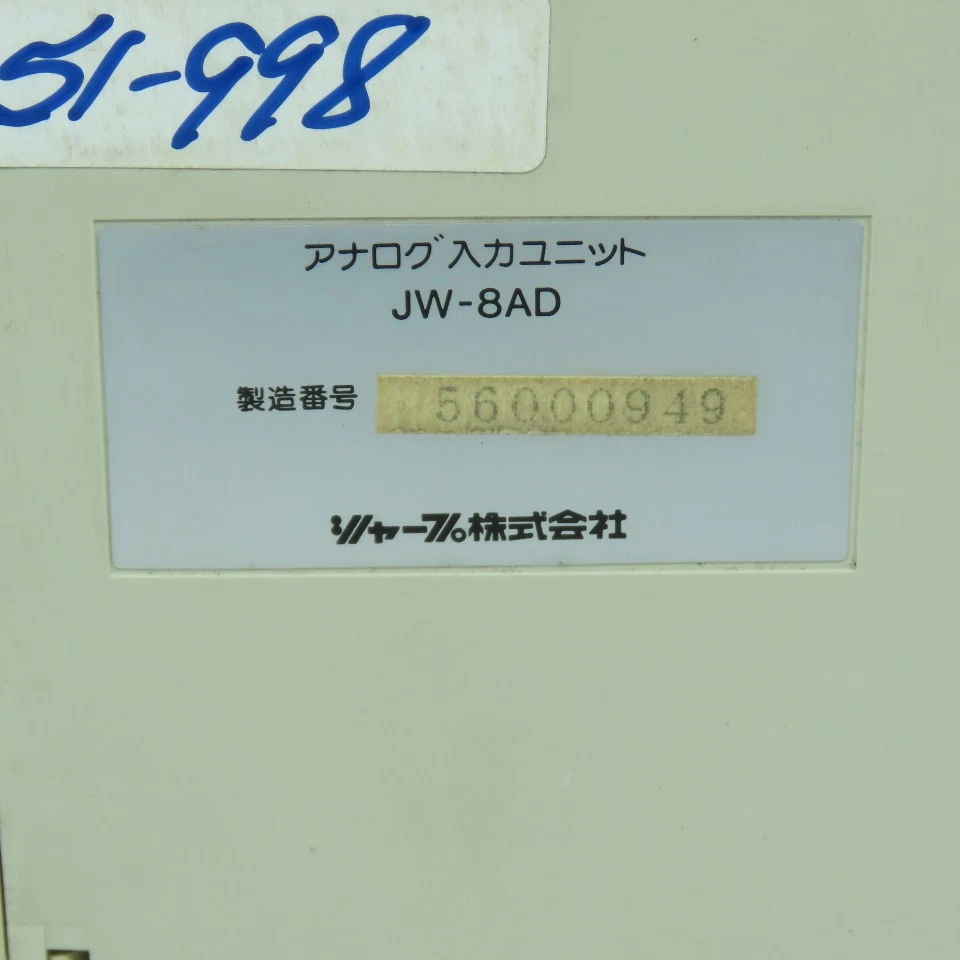 51-998
アナログ入力ユニット
JW-8AD
製造番号 56000949
シャープ株式会社